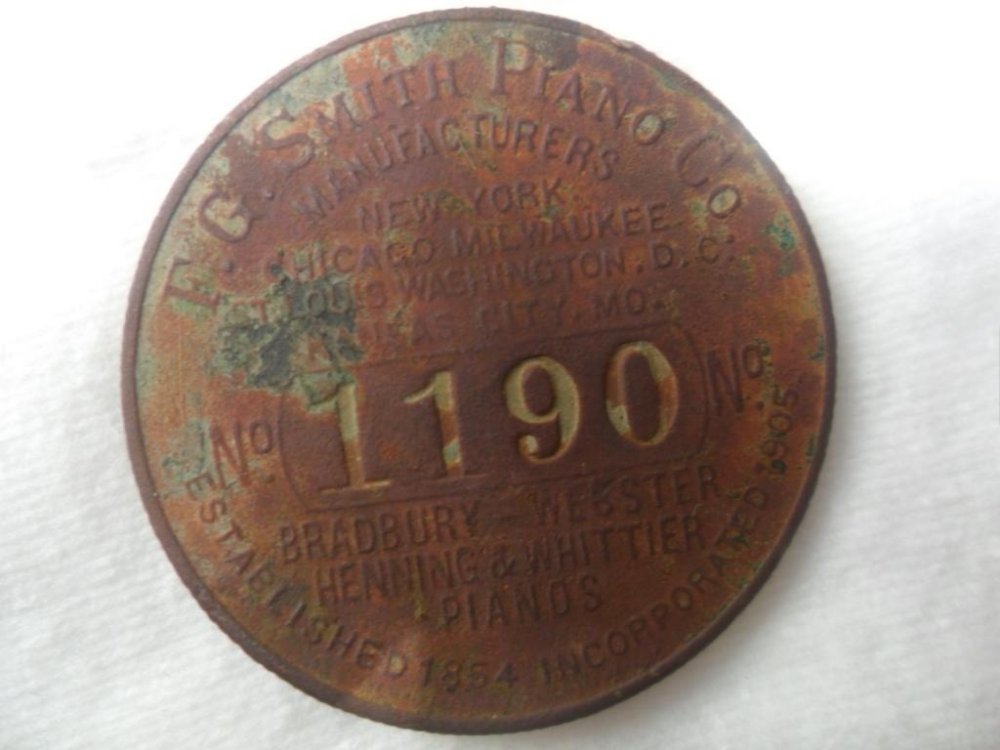 F. G. SMITH PIANO CO.
MANUFACTURERS
NEW YORK
CHICAGO MILWAUKEE
ST LOUIS WASHINGTON, D. C.
KANSAS CITY, MO.
No. 1190 No.
BRADBURY - WEBSTER
HENNING & WHITTIER
PIANOS
ESTABLISHED 1854 INCORPORATED 1905